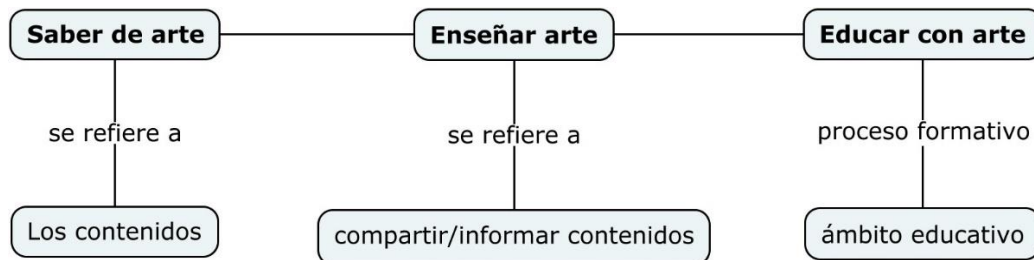 Saber de arte
Enseñar arte
Educar con arte
se refiere a
se refiere a
proceso formativo
Los contenidos
compartir/informar contenidos
ámbito educativo